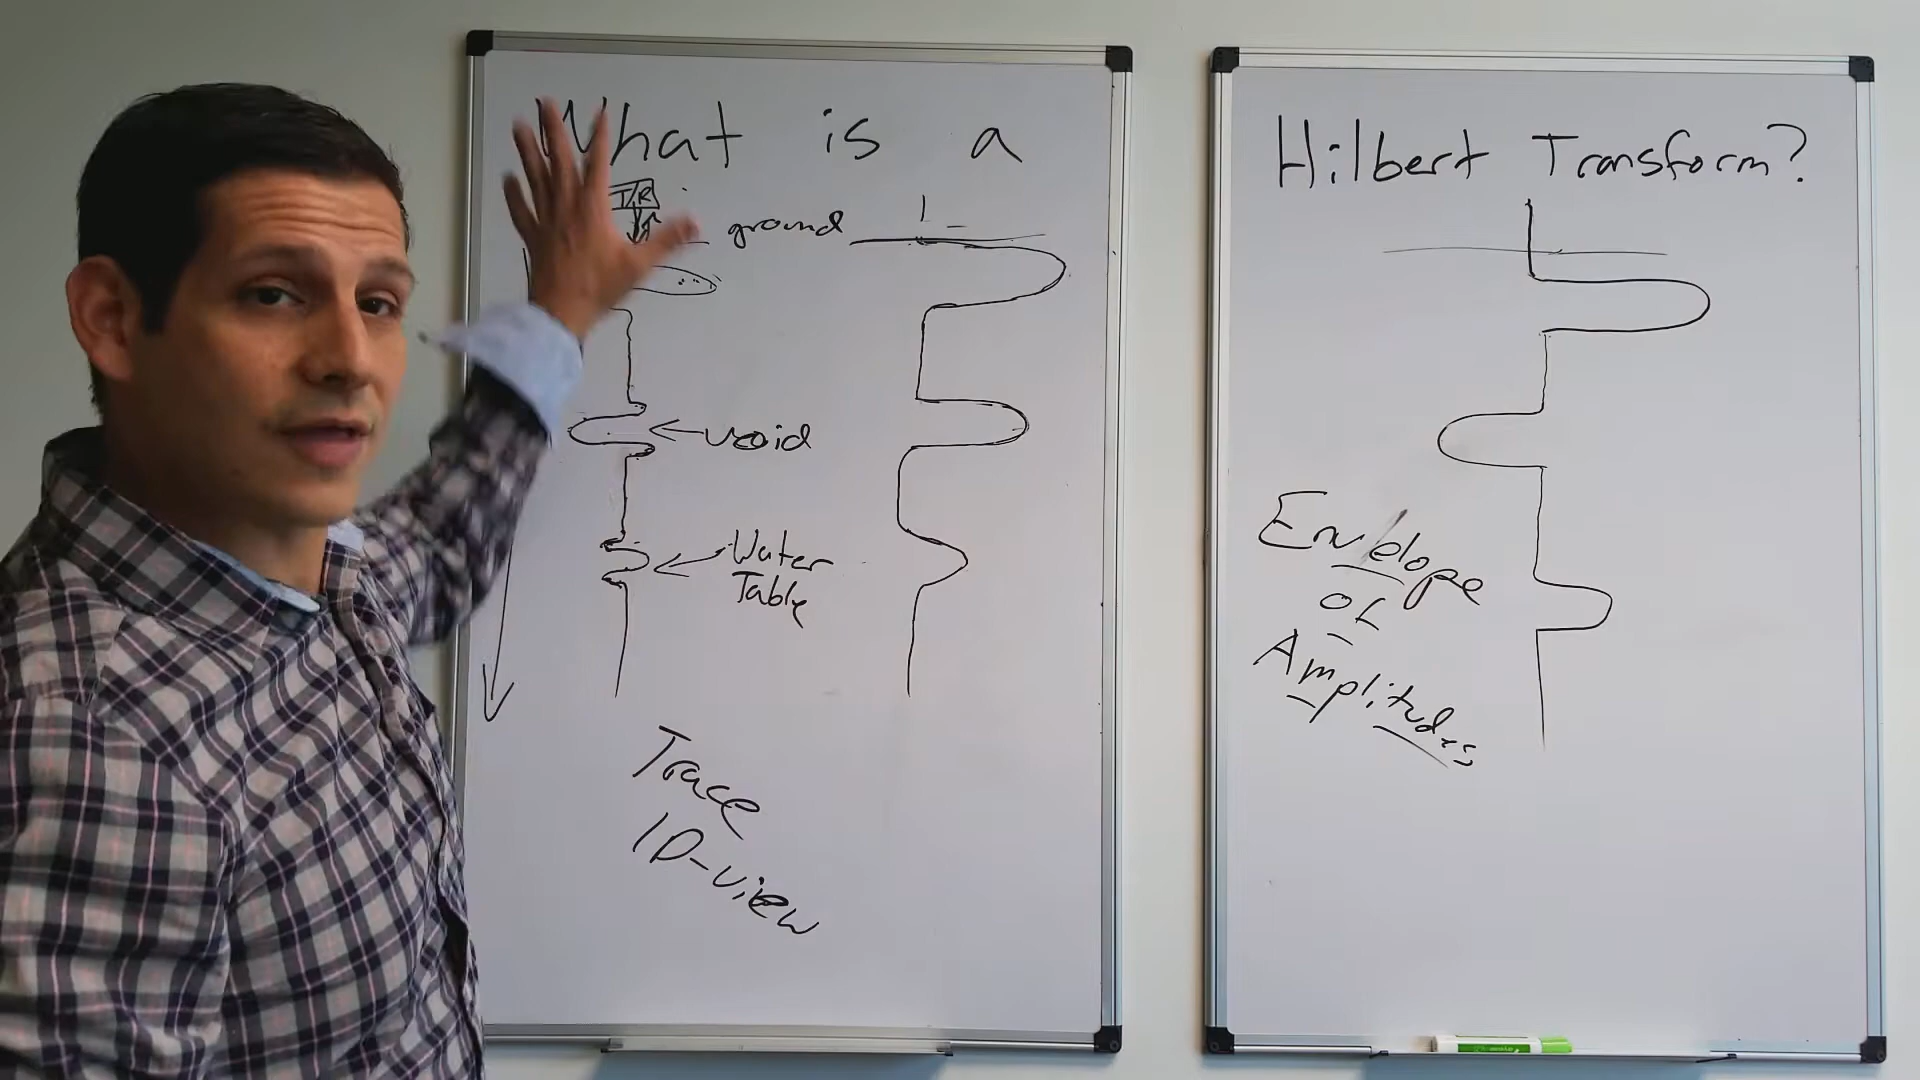 What is a
T/R
ground
void
Water
Table
Trace
1D-view
Hilbert Transform?
Envelope
of
Amplitudes